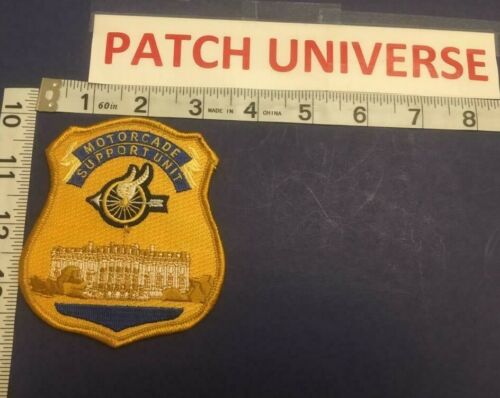 PATCH UNIVERSE
1 60in 2 3 MADE IN 4 CHINA 5 6 7 8
10
11
12
MOTORCADE
SUPPORT UNIT